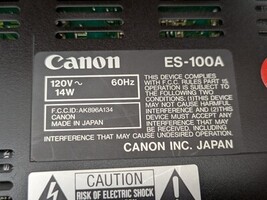 Canon
ES-100A
120V~ 60Hz
14W
F.C.C ID: AKB96A134
CANON
MADE IN JAPAN
THIS DEVICE COMPLIES
WITH F.C.C. RULES PART 15
OPERATION IS SUBJECT TO
THE FOLLOWING TWO
CONDITIONS: (1)THIS DEVICE
MAY NOT CAUSE HARMFUL
INTERFERENCE AND (2)THIS
DEVICE MUST ACCEPT ANY
INTERFERENCE THAT MAY
BE RECEIVED, INCLUDING
INTERFERENCE THAT MAY CAUSE UNDESIRED OPERATION
CANON INC. JAPAN
CAUTION
RISK OF ELECTRIC SHOCK